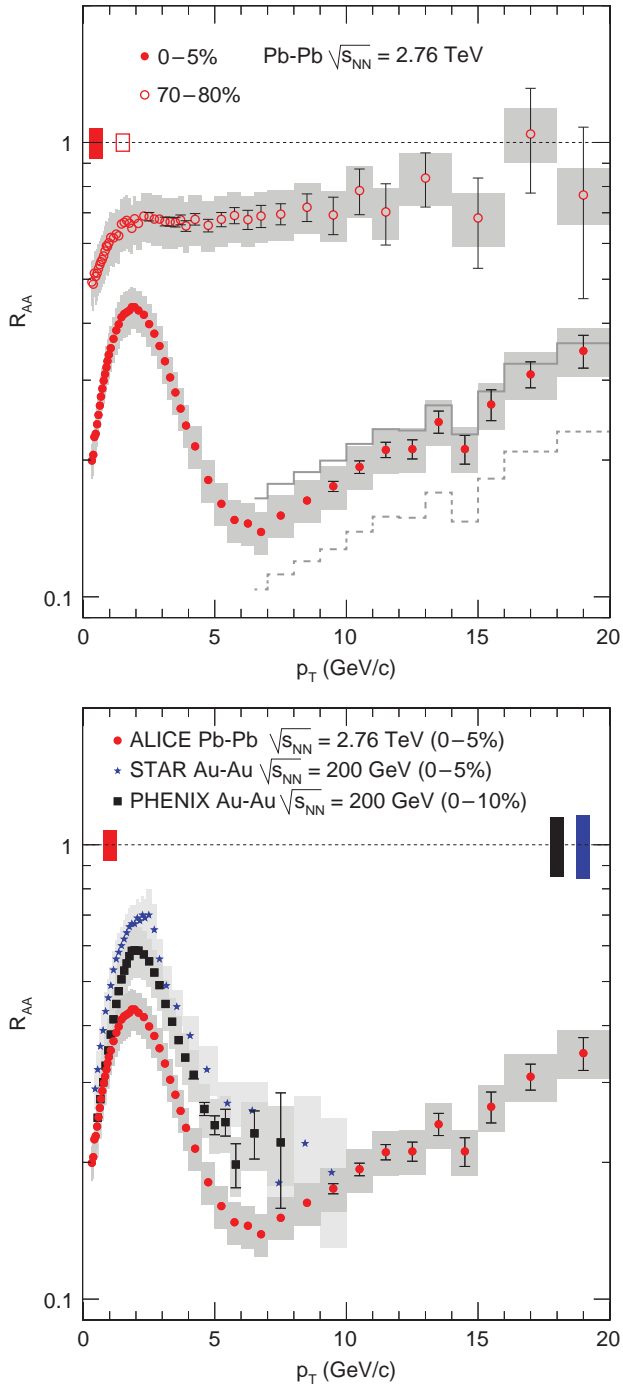 0−5% Pb-Pb √sNN = 2.76 TeV
70−80%
1
RAA
0.1
0 5 10 15 20
pT (GeV/c)
ALICE Pb-Pb √sNN = 2.76 TeV (0−5%)
STAR Au-Au √sNN = 200 GeV (0−5%)
PHENIX Au-Au √sNN = 200 GeV (0−10%)
1
RAA
0.1
0 5 10 15 20
pT (GeV/c)